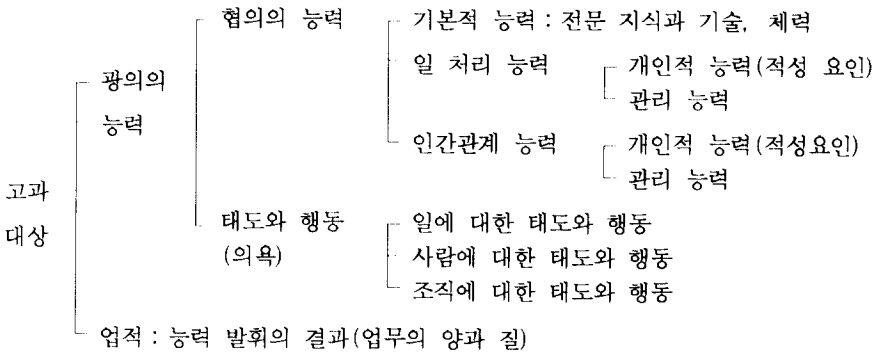 협의의 능력
기본적 능력 : 전문 지식과 기술, 체력
광의의 능력
일 처리 능력
개인적 능력(적성 요인)
관리 능력
인간관계 능력
개인적 능력(적성요인)
관리 능력
고과 대상
태도와 행동
(의욕)
일에 대한 태도와 행동
사람에 대한 태도와 행동
조직에 대한 태도와 행동
업적 : 능력 발휘의 결과(업무의 양과 질)